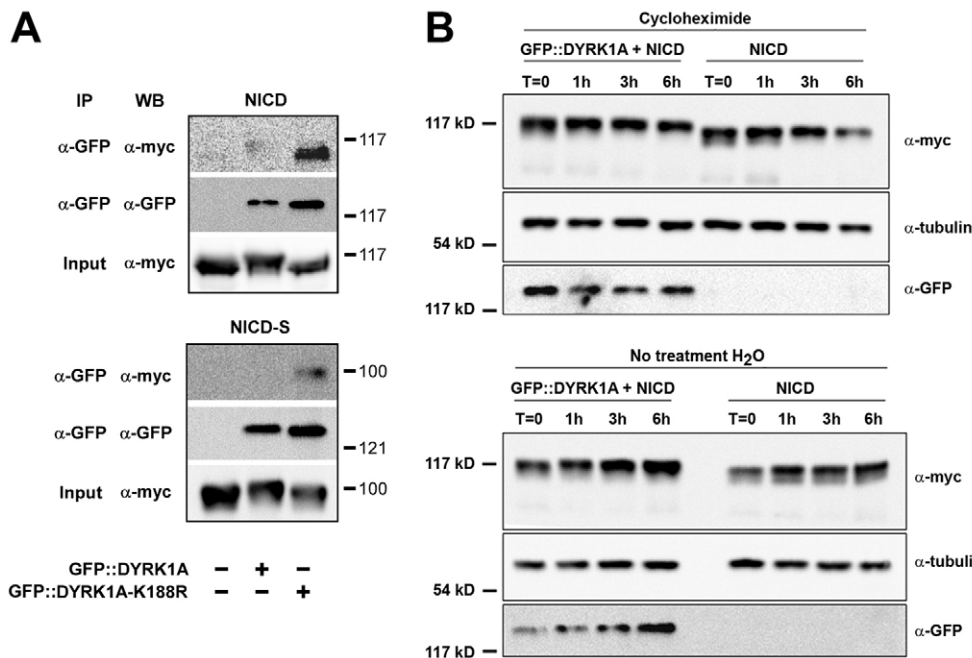 A
IP WB NICD
α-GFP α-myc 117
α-GFP α-GFP 117
Input α-myc 117
NICD-S
α-GFP α-myc 100
α-GFP α-GFP 121
Input α-myc 100
GFP::DYRK1A – + –
GFP::DYRK1A-K188R – – +
B
Cycloheximide
GFP::DYRK1A + NICD NICD
T=0 1h 3h 6h T=0 1h 3h 6h
117 kD α-myc
α-tubulin
54 kD
α-GFP
117 kD
No treatment H₂O
GFP::DYRK1A + NICD NICD
T=0 1h 3h 6h T=0 1h 3h 6h
117 kD α-myc
α-tubuli
54 kD
α-GFP
117 kD